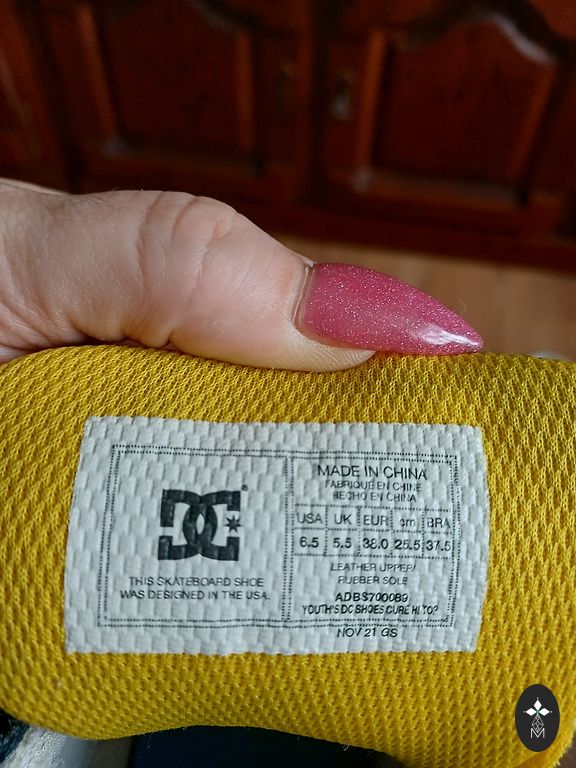 DC
THIS SKATEBOARD SHOE
WAS DESIGNED IN THE USA.
MADE IN CHINA
FABRIQUE EN CHINE
HECHO EN CHINA
USA UK EUR cm BRA
6.5 5.5 38.0 25.5 37.5
LEATHER UPPER/
RUBBER SOLE
ADBS700089
YOUTH'S DC SHOES CURE HI TO?
NOV 21 GS
M